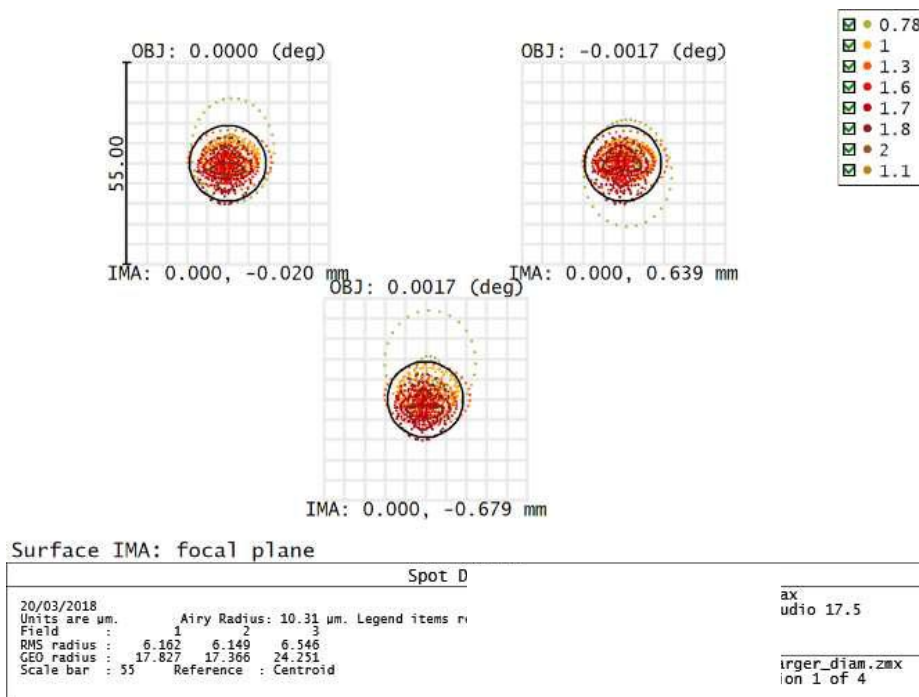 OBJ: 0.0000 (deg)
OBJ: -0.0017 (deg)
0.78
1
1.3
1.6
1.7
1.8
2
1.1
55.00
IMA: 0.000, -0.020 mm
IMA: 0.000, 0.639 mm
OBJ: 0.0017 (deg)
IMA: 0.000, -0.679 mm
Surface IMA: focal plane
Spot D
20/03/2018
Units are µm. Airy Radius: 10.31 µm. Legend items re
Field : 1 2 3
RMS radius : 6.162 6.149 6.546
GEO radius : 17.827 17.366 24.251
Scale bar : 55 Reference : Centroid
ax
udio 17.5
arger_diam.zmx
ion 1 of 4